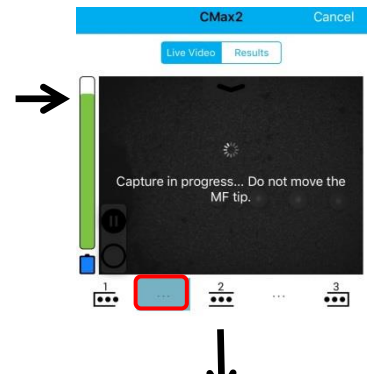 CMax2 Cancel
Live Video Results
Capture in progress... Do not move the
MF tip.
1 ... 2 ... 3